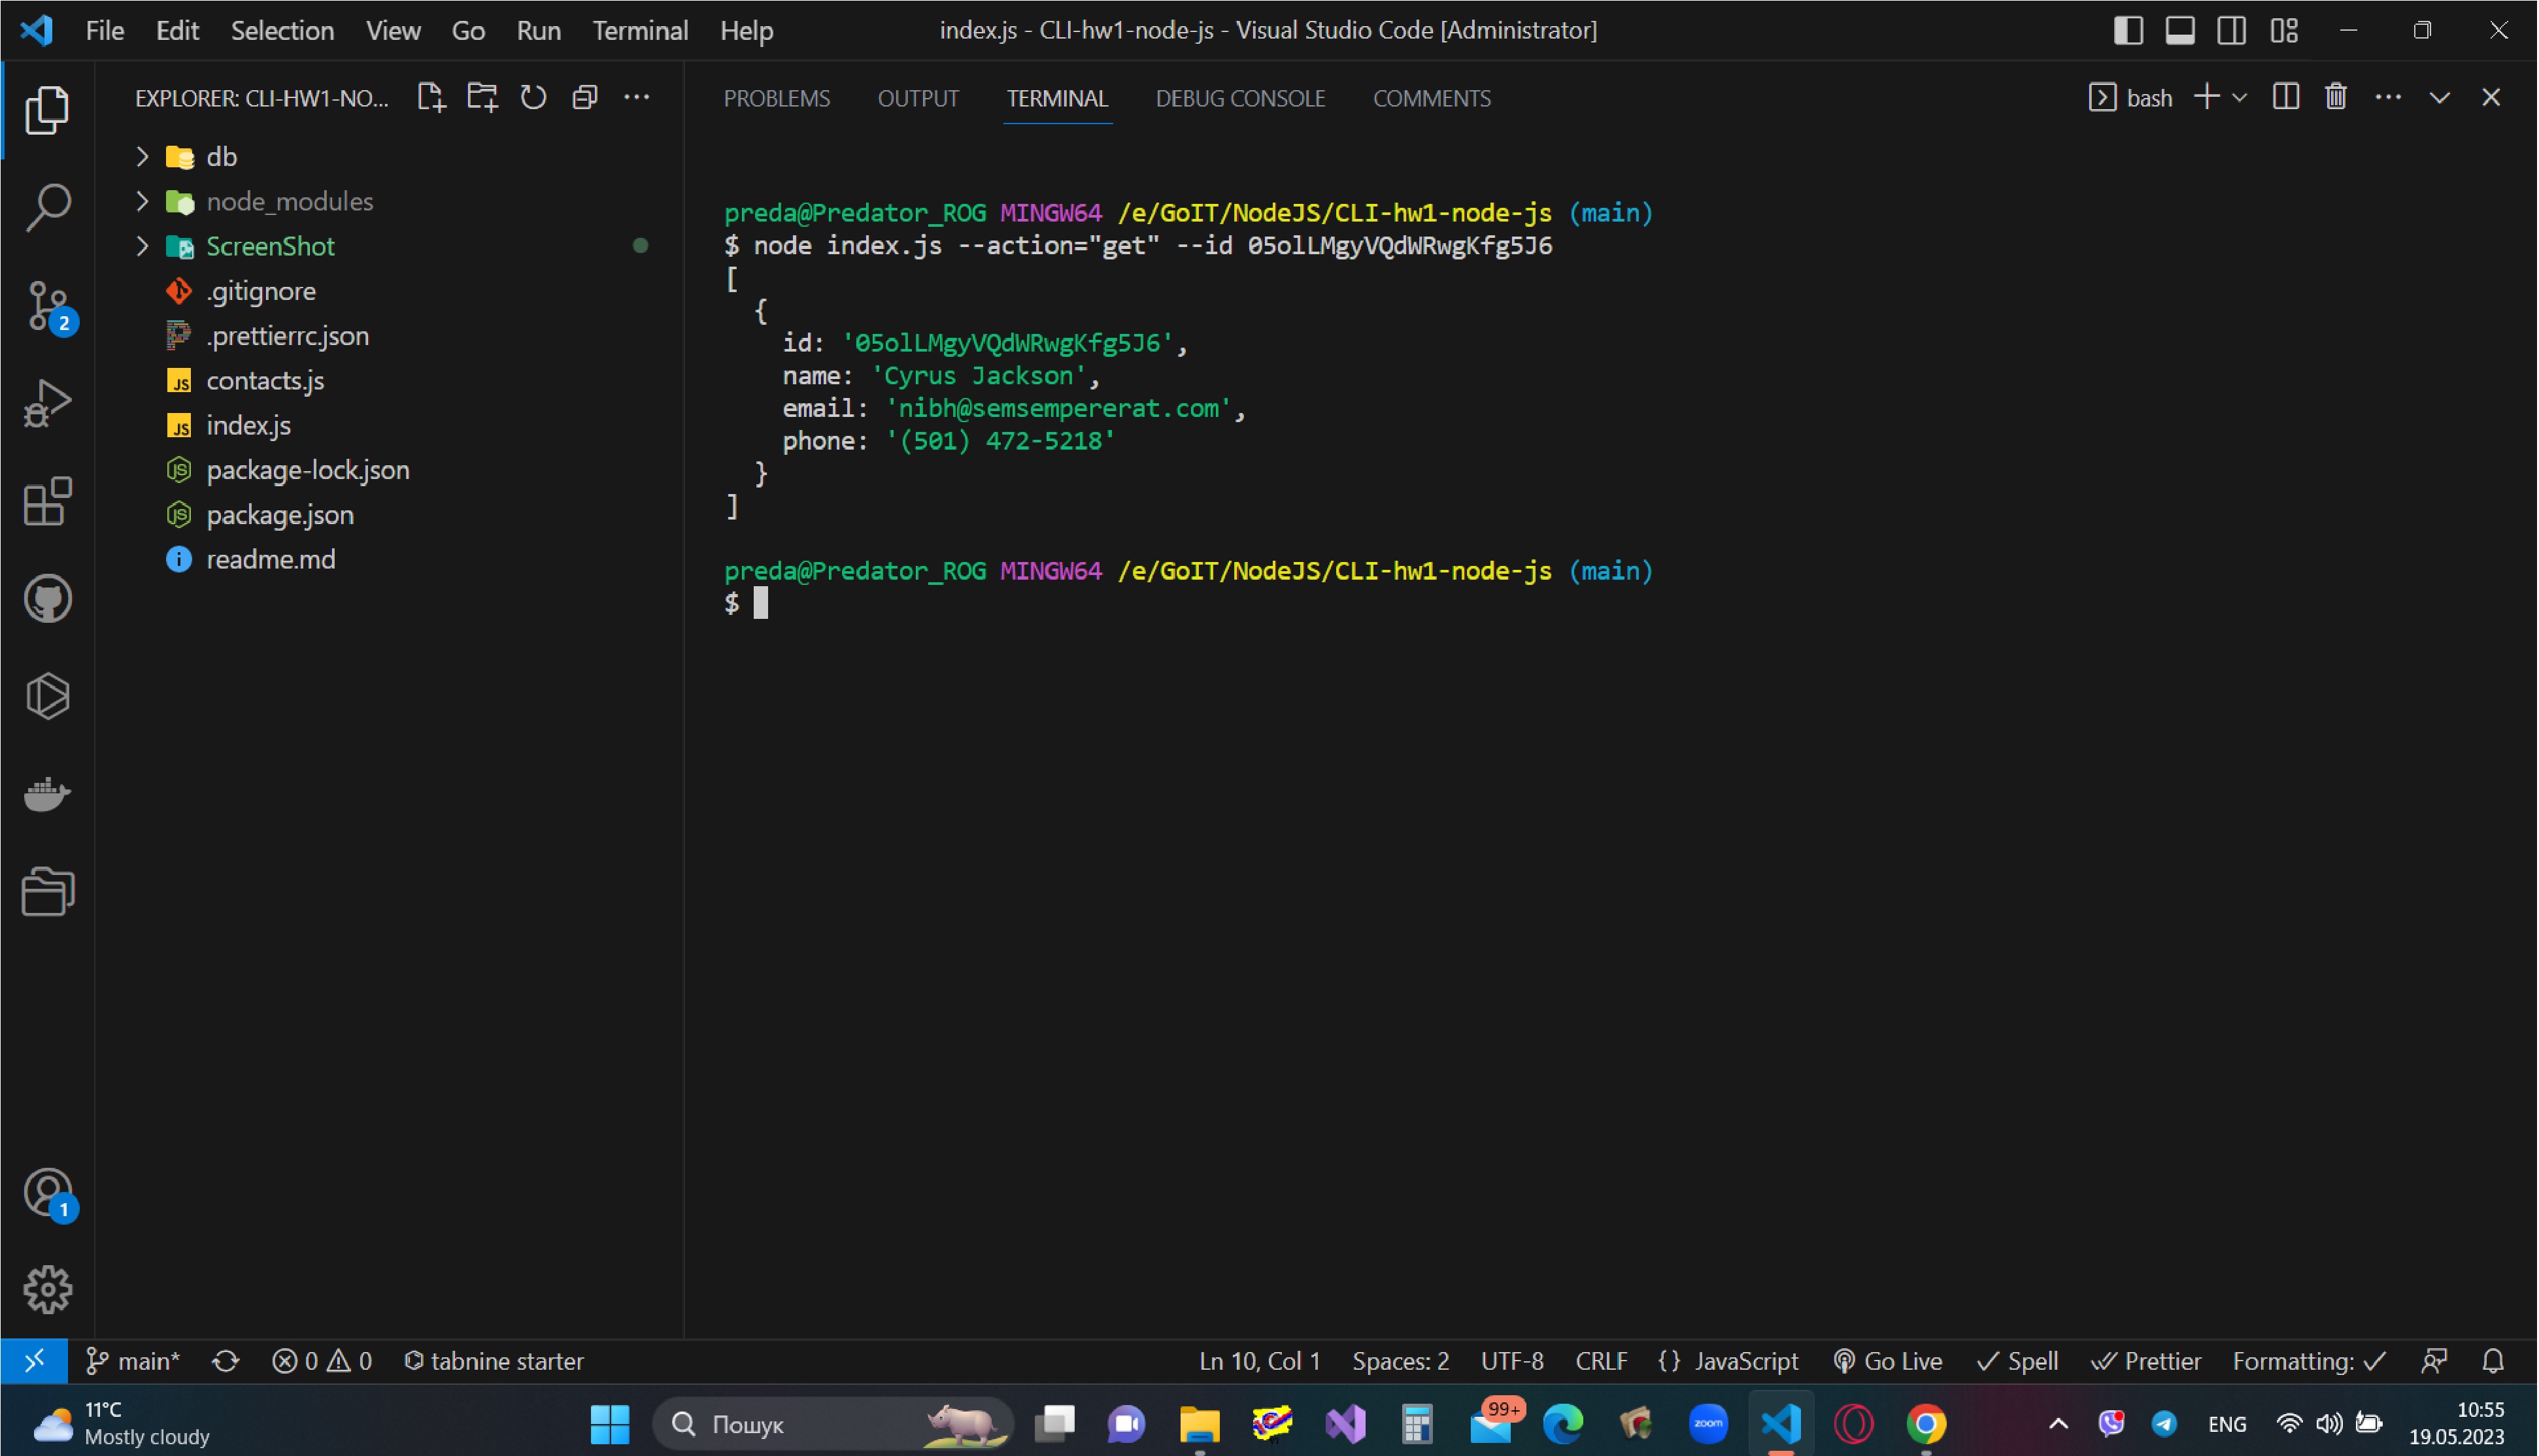 File Edit Selection View Go Run Terminal Help
index.js - CLI-hw1-node-js - Visual Studio Code [Administrator]
EXPLORER: CLI-HW1-NO...
db
node_modules
ScreenShot
.gitignore
.prettierrc.json
JS contacts.js
JS index.js
JS package-lock.json
JS package.json
i readme.md
2
1
PROBLEMS OUTPUT TERMINAL DEBUG CONSOLE COMMENTS
bash
preda@Predator_ROG MINGW64 /e/GoIT/NodeJS/CLI-hw1-node-js (main)
$ node index.js --action="get" --id 05olLMgyVQdWRwgKfg5J6
[
{
id: '05olLMgyVQdWRwgKfg5J6',
name: 'Cyrus Jackson',
email: 'nibh@semsempererat.com',
phone: '(501) 472-5218'
}
]
preda@Predator_ROG MINGW64 /e/GoIT/NodeJS/CLI-hw1-node-js (main)
$
main* 0 0 tabnine starter
Ln 10, Col 1 Spaces: 2 UTF-8 CRLF {} JavaScript Go Live Spell Prettier Formatting:
11°C
Mostly cloudy
Пошук
99+
zoom
ENG
10:55
19.05.2023